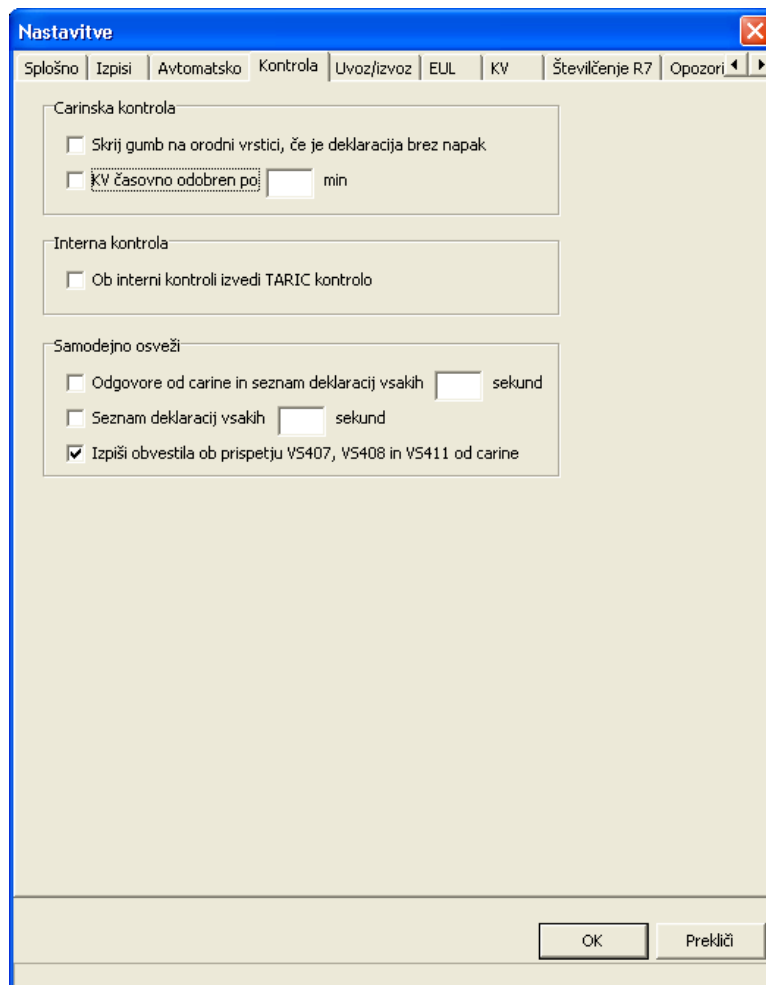 Nastavitve
Splošno Izpisi Avtomatsko Kontrola Uvoz/izvoz EUL KV Številčenje R7 Opozori
Carinska kontrola
Skrij gumb na orodni vrstici, če je deklaracija brez napak
KV časovno odobren po min
Interna kontrola
Ob interni kontroli izvedi TARIC kontrolo
Samodejno osveži
Odgovore od carine in seznam deklaracij vsakih sekund
Seznam deklaracij vsakih sekund
Izpiši obvestila ob prispetju VS407, VS408 in VS411 od carine
OK Prekliči